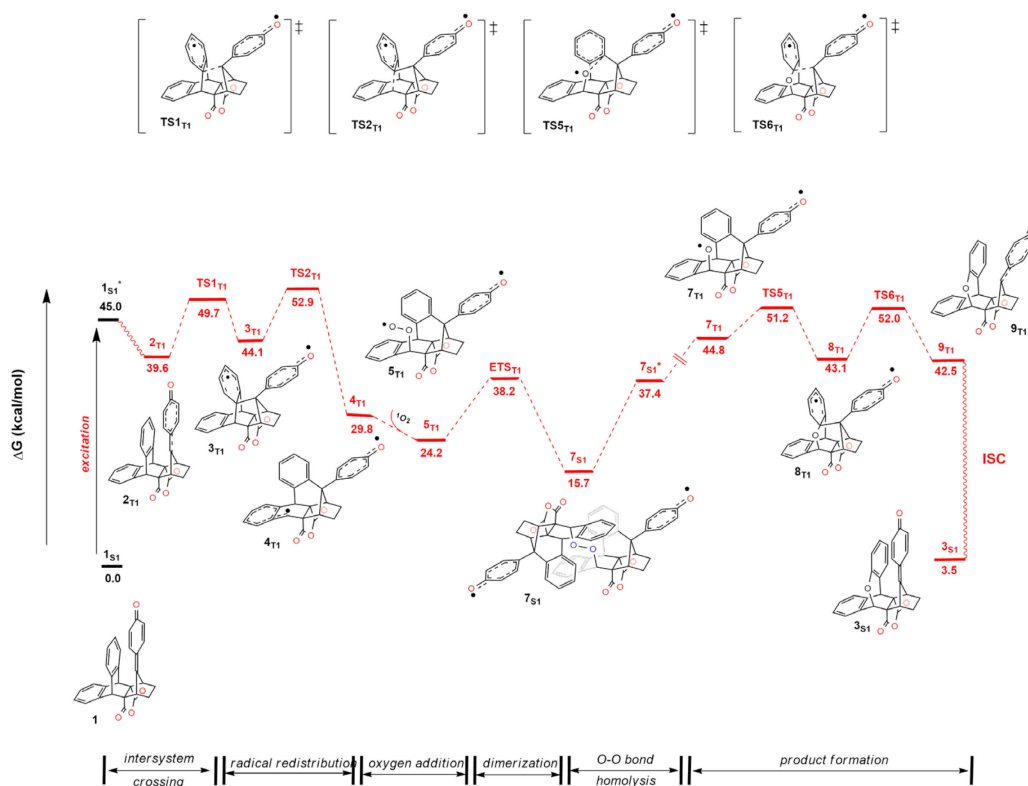 ‡
‡
‡
‡
TS1T1
TS2T1
TS5T1
TS6T1
ΔG (kcal/mol)
excitation
1S1*
45.0
1S1
0.0
1
2T1
39.6
2T1
TS1T1
49.7
3T1
44.1
3T1
TS2T1
52.9
4T1
29.8
4T1
1O2
5T1
24.2
5T1
ETST1
38.2
7S1
15.7
7S1
7S1*
37.4
7T1
44.8
7T1
TS5T1
51.2
8T1
43.1
8T1
TS6T1
52.0
9T1
42.5
9T1
ISC
3S1
3.5
3S1
intersystem
crossing
radical redistribution
oxygen addition
dimerization
O-O bond
homolysis
product formation